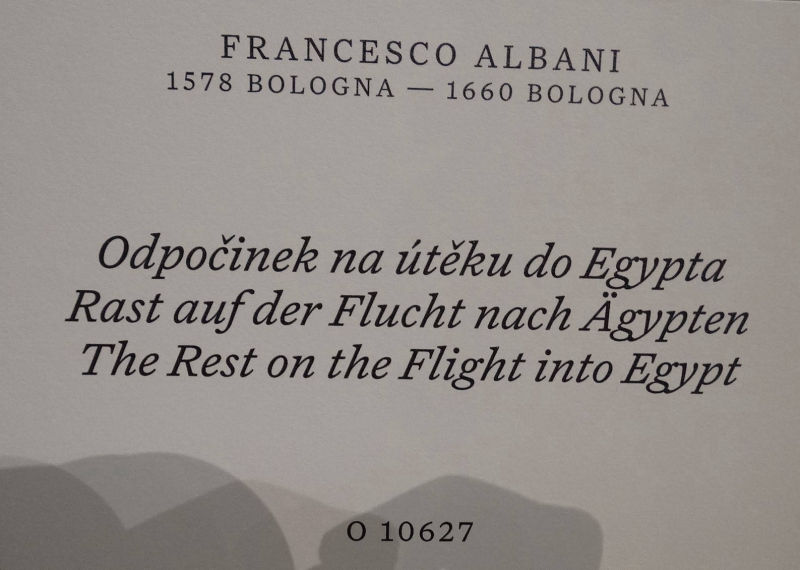 FRANCESCO ALBANI
1578 BOLOGNA — 1660 BOLOGNA
Odpočinek na útěku do Egypta
Rast auf der Flucht nach Ägypten
The Rest on the Flight into Egypt
O 10627